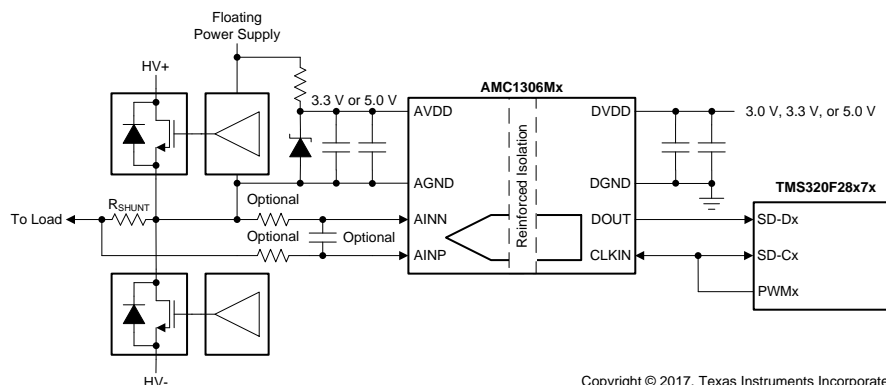 Floating
Power Supply
HV+
3.3 V or 5.0 V
AMC1306Mx
AVDD
DVDD
3.0 V, 3.3 V, or 5.0 V
Reinforced Isolation
AGND
DGND
TMS320F28x7x
To Load
RSHUNT
Optional
AINN
DOUT
SD-Dx
Optional
Optional
AINP
CLKIN
SD-Cx
PWMx
HV-
Copyright © 2017, Texas Instruments Incorporate